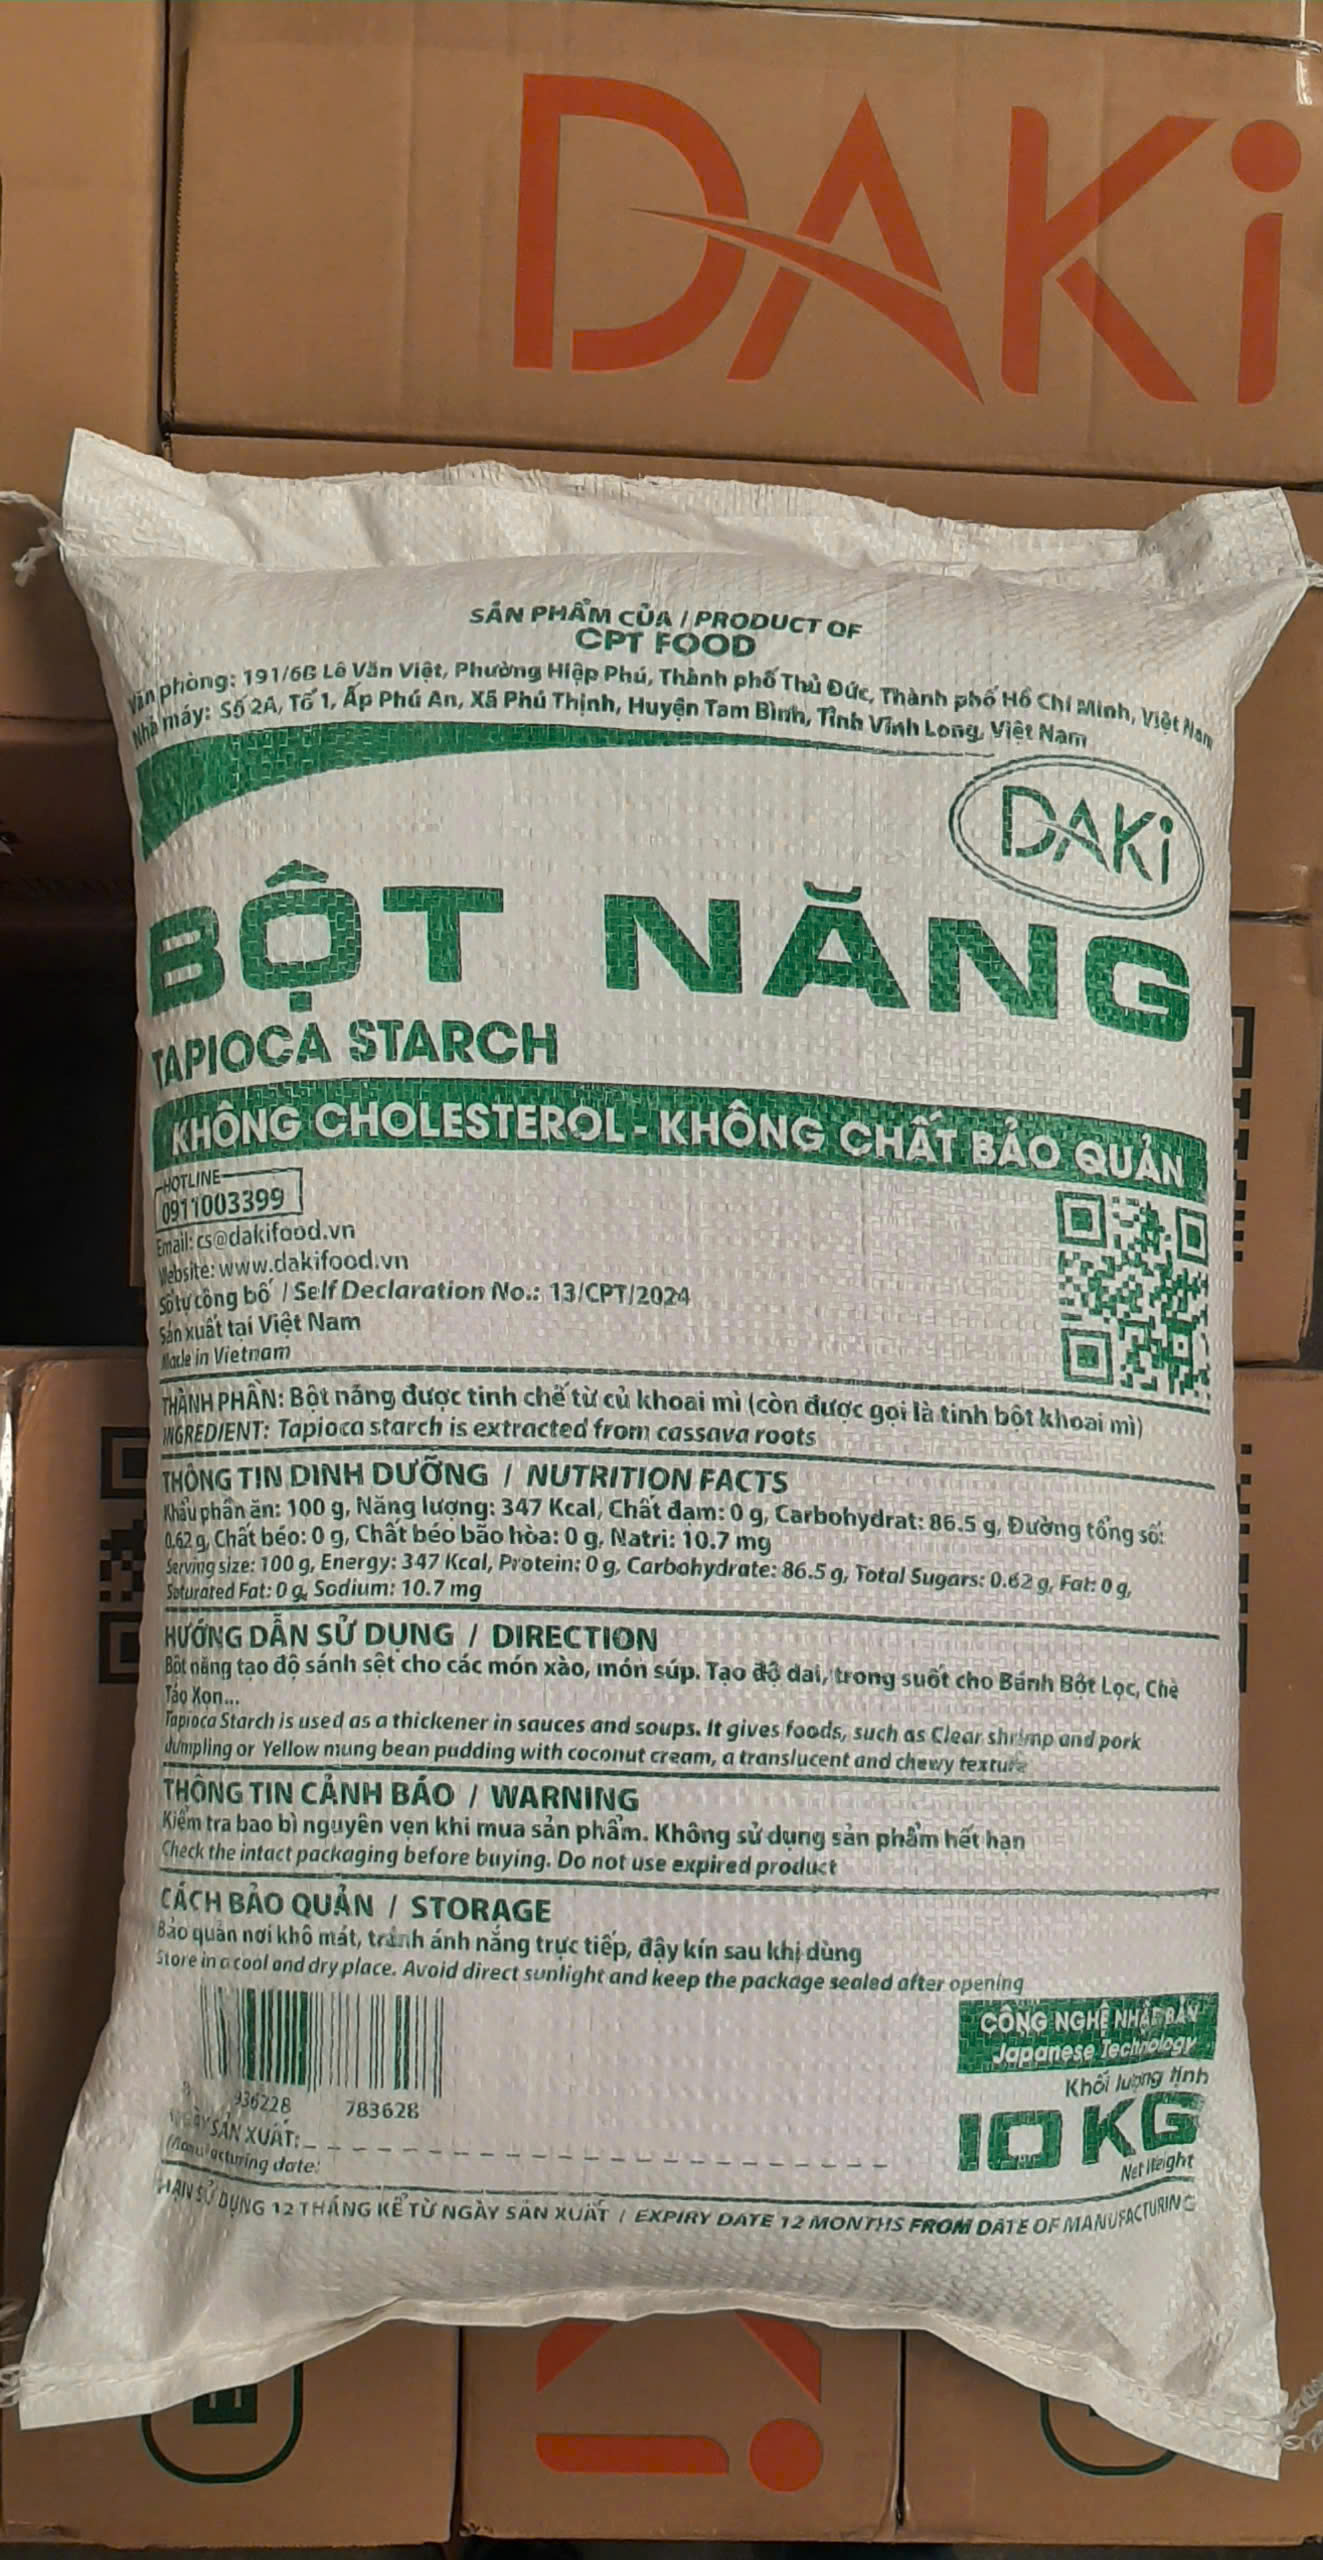 DAKi
SẢN PHẨM CỦA / PRODUCT OF
CPT FOOD
Văn phòng: 191/6B Lê Văn Việt, Phường Hiệp Phú, Thành phố Thủ Đức, Thành phố Hồ Chí Minh, Việt Nam
Nhà máy: Số 2A, Tổ 1, Ấp Phú An, Xã Phú Thịnh, Huyện Tam Bình, Tỉnh Vĩnh Long, Việt Nam
DAKi
BỘT NĂNG
TAPIOCA STARCH
KHÔNG CHOLESTEROL - KHÔNG CHẤT BẢO QUẢN
HOTLINE
0911003399
Email: cs@dakifood.vn
Website: www.dakifood.vn
Số tự công bố / Self Declaration No.: 13/CPT/2024
Sản xuất tại Việt Nam
Made in Vietnam
THÀNH PHẦN: Bột năng được tinh chế từ củ khoai mì (còn được gọi là tinh bột khoai mì)
INGREDIENT: Tapioca starch is extracted from cassava roots
THÔNG TIN DINH DƯỠNG / NUTRITION FACTS
Khẩu phần ăn: 100 g, Năng lượng: 347 Kcal, Chất đạm: 0 g, Carbohydrat: 86.5 g, Đường tổng số:
0.62 g, Chất béo: 0 g, Chất béo bão hòa: 0 g, Natri: 10.7 mg
Serving size: 100 g, Energy: 347 Kcal, Protein: 0 g, Carbohydrate: 86.5 g, Total Sugars: 0.62 g, Fat: 0 g,
Saturated Fat: 0 g, Sodium: 10.7 mg
HƯỚNG DẪN SỬ DỤNG / DIRECTION
Bột năng tạo độ sánh sệt cho các món xào, món súp. Tạo độ dai, trong suốt cho Bánh Bột Lọc, Chè
Táo Xọn...
Tapioca Starch is used as a thickener in sauces and soups. It gives foods, such as Clear shrimp and pork
dumpling or Yellow mung bean pudding with coconut cream, a translucent and chewy texture
THÔNG TIN CẢNH BÁO / WARNING
Kiểm tra bao bì nguyên vẹn khi mua sản phẩm. Không sử dụng sản phẩm hết hạn
Check the intact packaging before buying. Do not use expired product
CÁCH BẢO QUẢN / STORAGE
Bảo quản nơi khô mát, tránh ánh nắng trực tiếp, đậy kín sau khi dùng
Store in a cool and dry place. Avoid direct sunlight and keep the package sealed after opening
CÔNG NGHỆ NHẬT BẢN
Japanese Technology
Khối lượng tịnh
10 KG
Net Weight
8 936228 783628
NGÀY SẢN XUẤT:
(Manufacturing date:
HẠN SỬ DỤNG 12 THÁNG KỂ TỪ NGÀY SẢN XUẤT / EXPIRY DATE 12 MONTHS FROM DATE OF MANUFACTURING